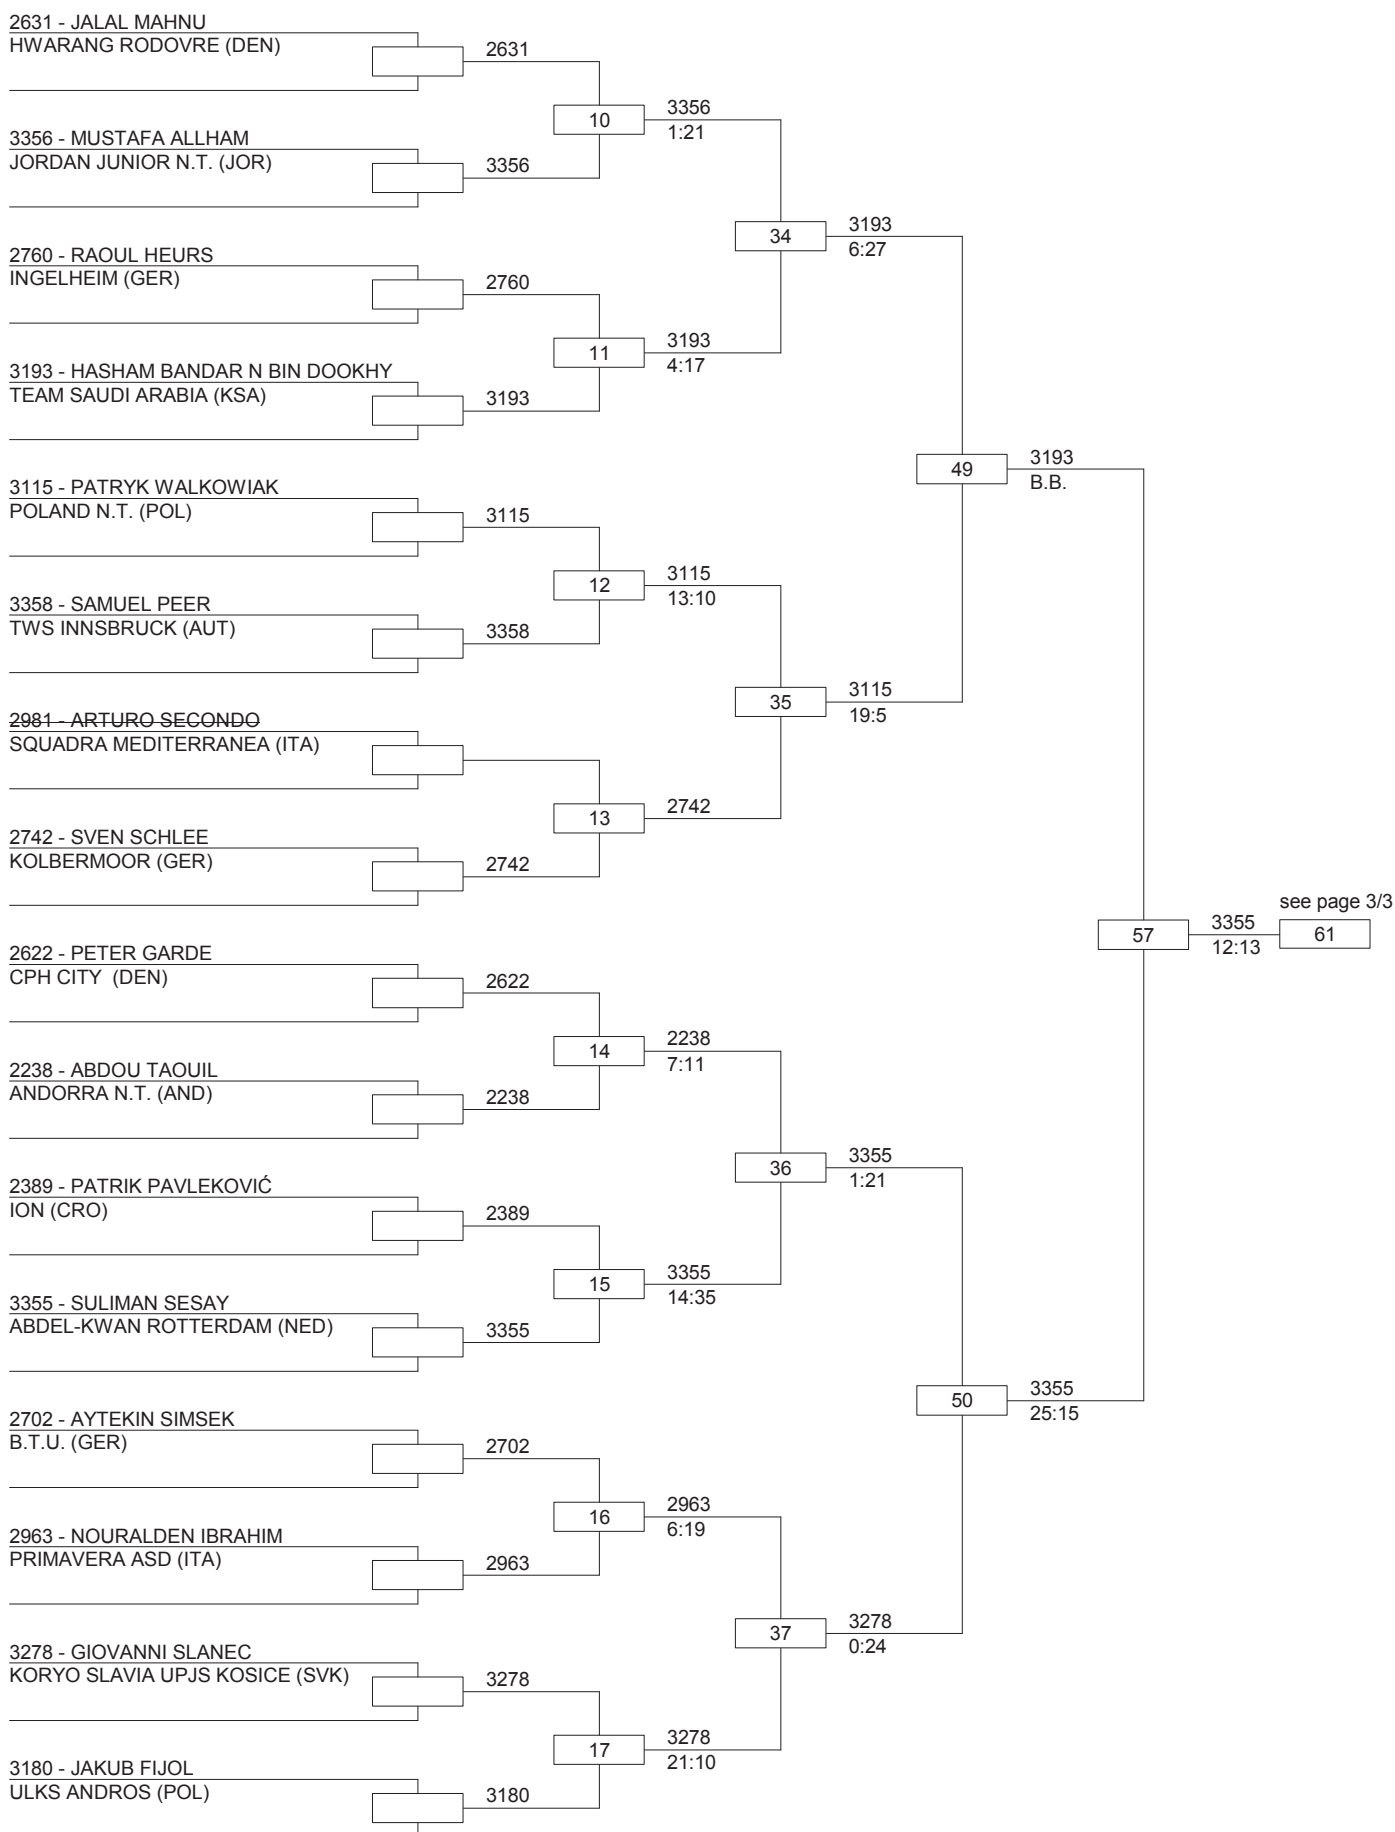 2631 - JALAL MAHNU
HWARANG RODOVRE (DEN)
2631
10
3356
1:21
3356 - MUSTAFA ALLHAM
JORDAN JUNIOR N.T. (JOR)
3356
34
3193
6:27
2760 - RAOUL HEURS
INGELHEIM (GER)
2760
11
3193
4:17
3193 - HASHAM BANDAR N BIN DOOKHY
TEAM SAUDI ARABIA (KSA)
3193
49
3193
B.B.
3115 - PATRYK WALKOWIAK
POLAND N.T. (POL)
3115
12
3115
13:10
3358 - SAMUEL PEER
TWS INNSBRUCK (AUT)
3358
35
3115
19:5
2981 - ARTURO SECONDO
SQUADRA MEDITERRANEA (ITA)
13
2742
2742 - SVEN SCHLEE
KOLBERMOOR (GER)
2742
see page 3/3
57
3355
12:13
61
2622 - PETER GARDE
CPH CITY (DEN)
2622
14
2238
7:11
2238 - ABDOU TAOUIL
ANDORRA N.T. (AND)
2238
36
3355
1:21
2389 - PATRIK PAVLEKOVIĆ
ION (CRO)
2389
15
3355
14:35
3355 - SULIMAN SESAY
ABDEL-KWAN ROTTERDAM (NED)
3355
50
3355
25:15
2702 - AYTEKIN SIMSEK
B.T.U. (GER)
2702
16
2963
6:19
2963 - NOURALDEN IBRAHIM
PRIMAVERA ASD (ITA)
2963
37
3278
0:24
3278 - GIOVANNI SLANEC
KORYO SLAVIA UPJS KOSICE (SVK)
3278
17
3278
21:10
3180 - JAKUB FIJOL
ULKS ANDROS (POL)
3180